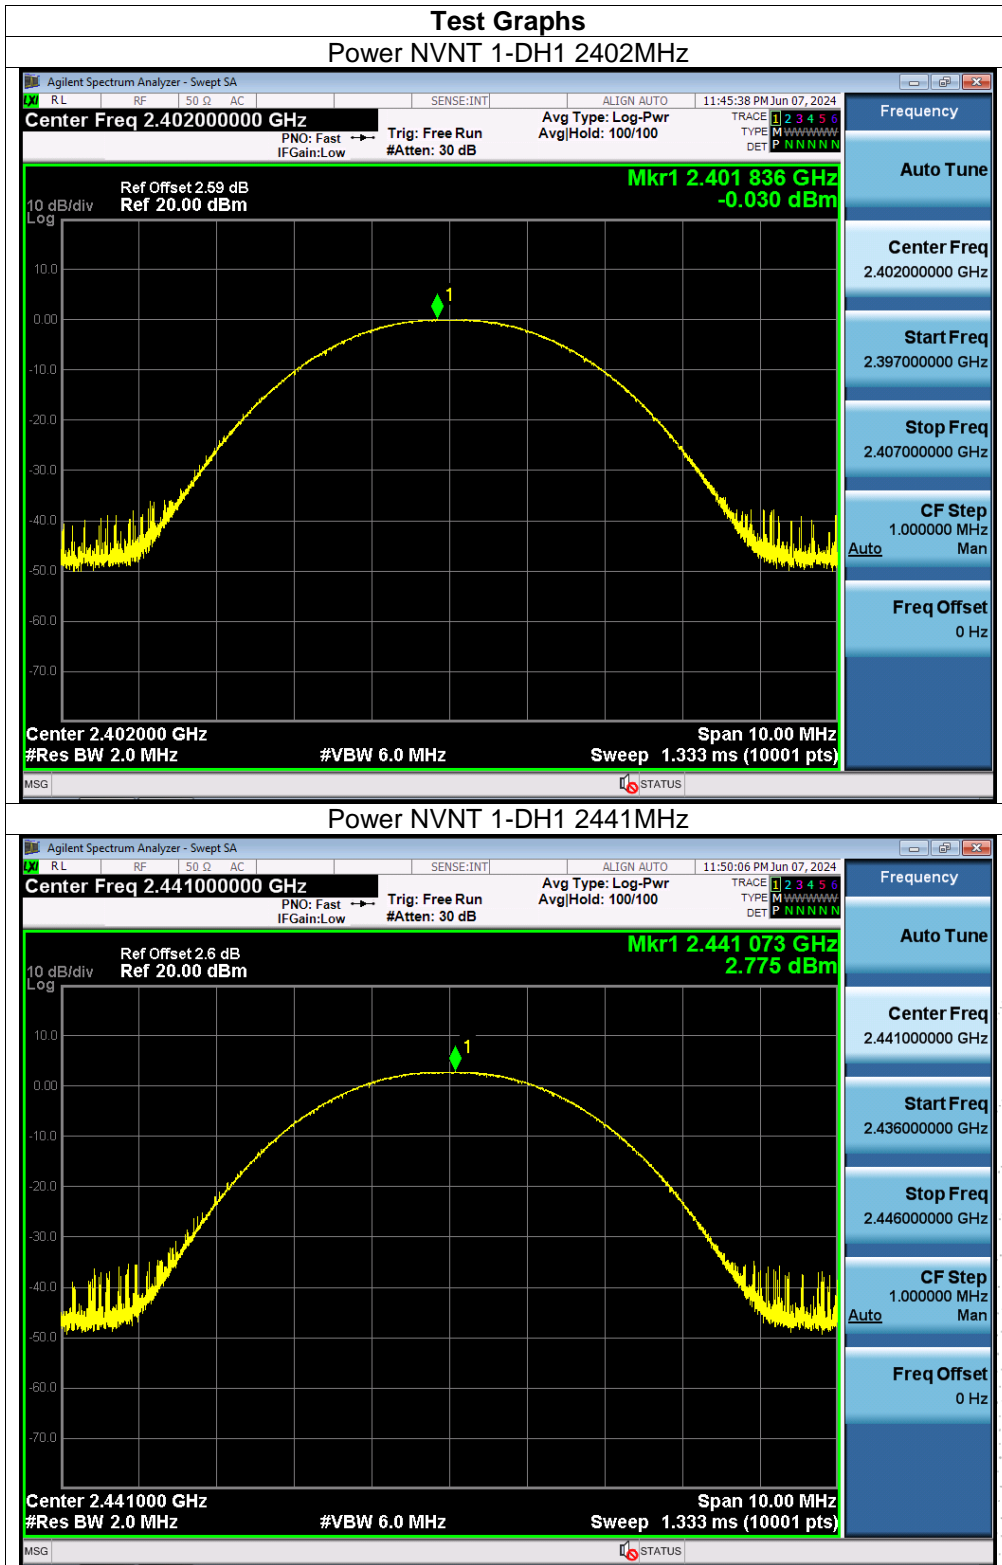 Test Graphs
Power NVNT 1-DH1 2402MHz
Agilent Spectrum Analyzer - Swept SA
LXI RL RF 50 Ω AC SENSE:INT ALIGN AUTO 11:45:38 PM Jun 07, 2024
Center Freq 2.402000000 GHz
PNO: Fast
IFGain:Low
Trig: Free Run
#Atten: 30 dB
Avg Type: Log-Pwr
Avg|Hold: 100/100
TRACE 1 2 3 4 5 6
TYPE M WWWWW
DET P N N N N N
Frequency
Mkr1 2.401 836 GHz
-0.030 dBm
Ref Offset 2.59 dB
10 dB/div Ref 20.00 dBm
Log
10.0
0.00
-10.0
-20.0
-30.0
-40.0
-50.0
-60.0
-70.0
1
Center 2.402000 GHz Span 10.00 MHz
#Res BW 2.0 MHz #VBW 6.0 MHz Sweep 1.333 ms (10001 pts)
MSG STATUS
Auto Tune
Center Freq
2.402000000 GHz
Start Freq
2.397000000 GHz
Stop Freq
2.407000000 GHz
CF Step
1.000000 MHz
Auto Man
Freq Offset
0 Hz
Power NVNT 1-DH1 2441MHz
Agilent Spectrum Analyzer - Swept SA
LXI RL RF 50 Ω AC SENSE:INT ALIGN AUTO 11:50:06 PM Jun 07, 2024
Center Freq 2.441000000 GHz
PNO: Fast
IFGain:Low
Trig: Free Run
#Atten: 30 dB
Avg Type: Log-Pwr
Avg|Hold: 100/100
TRACE 1 2 3 4 5 6
TYPE M WWWWW
DET P N N N N N
Frequency
Mkr1 2.441 073 GHz
2.775 dBm
Ref Offset 2.6 dB
10 dB/div Ref 20.00 dBm
Log
10.0
0.00
-10.0
-20.0
-30.0
-40.0
-50.0
-60.0
-70.0
1
Center 2.441000 GHz Span 10.00 MHz
#Res BW 2.0 MHz #VBW 6.0 MHz Sweep 1.333 ms (10001 pts)
MSG STATUS
Auto Tune
Center Freq
2.441000000 GHz
Start Freq
2.436000000 GHz
Stop Freq
2.446000000 GHz
CF Step
1.000000 MHz
Auto Man
Freq Offset
0 Hz